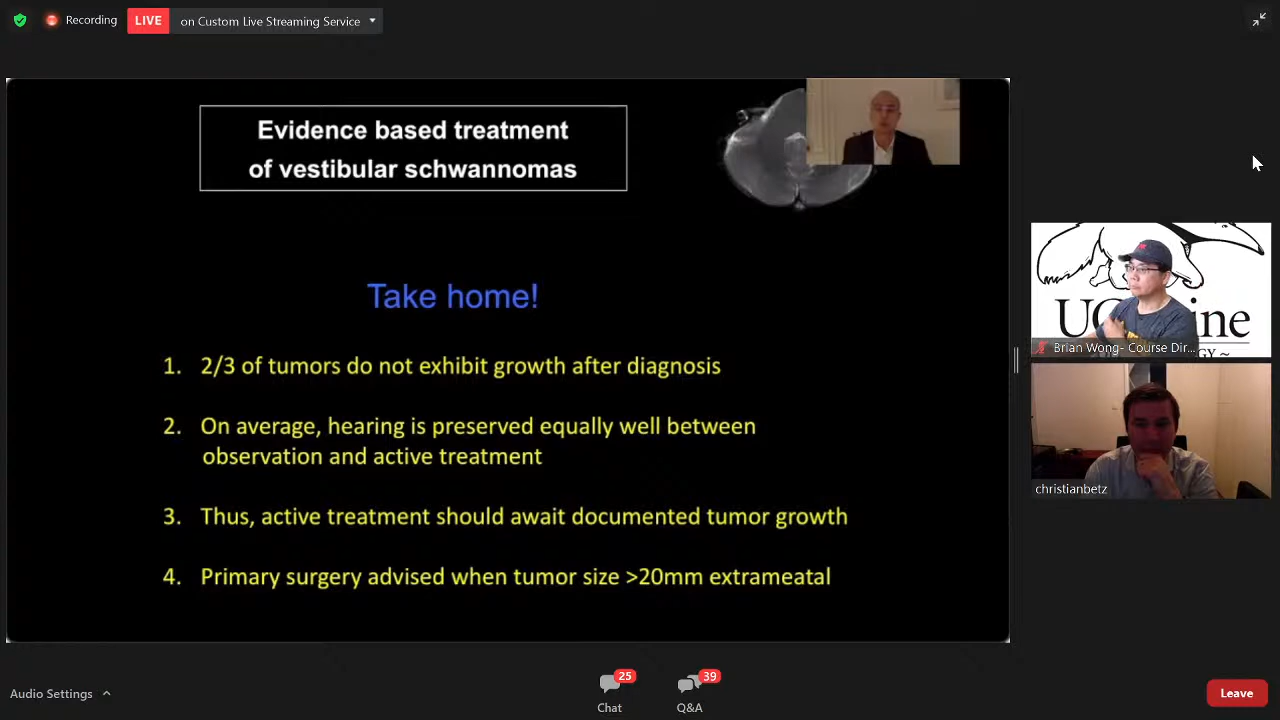 Recording
LIVE
on Custom Live Streaming Service
Evidence based treatment
of vestibular schwannomas
Take home!
1. 2/3 of tumors do not exhibit growth after diagnosis
2. On average, hearing is preserved equally well between
observation and active treatment
3. Thus, active treatment should await documented tumor growth
4. Primary surgery advised when tumor size >20mm extrameatal
Brian Wong- Course Dir...
christianbetz
Audio Settings
25
Chat
39
Q&A
Leave